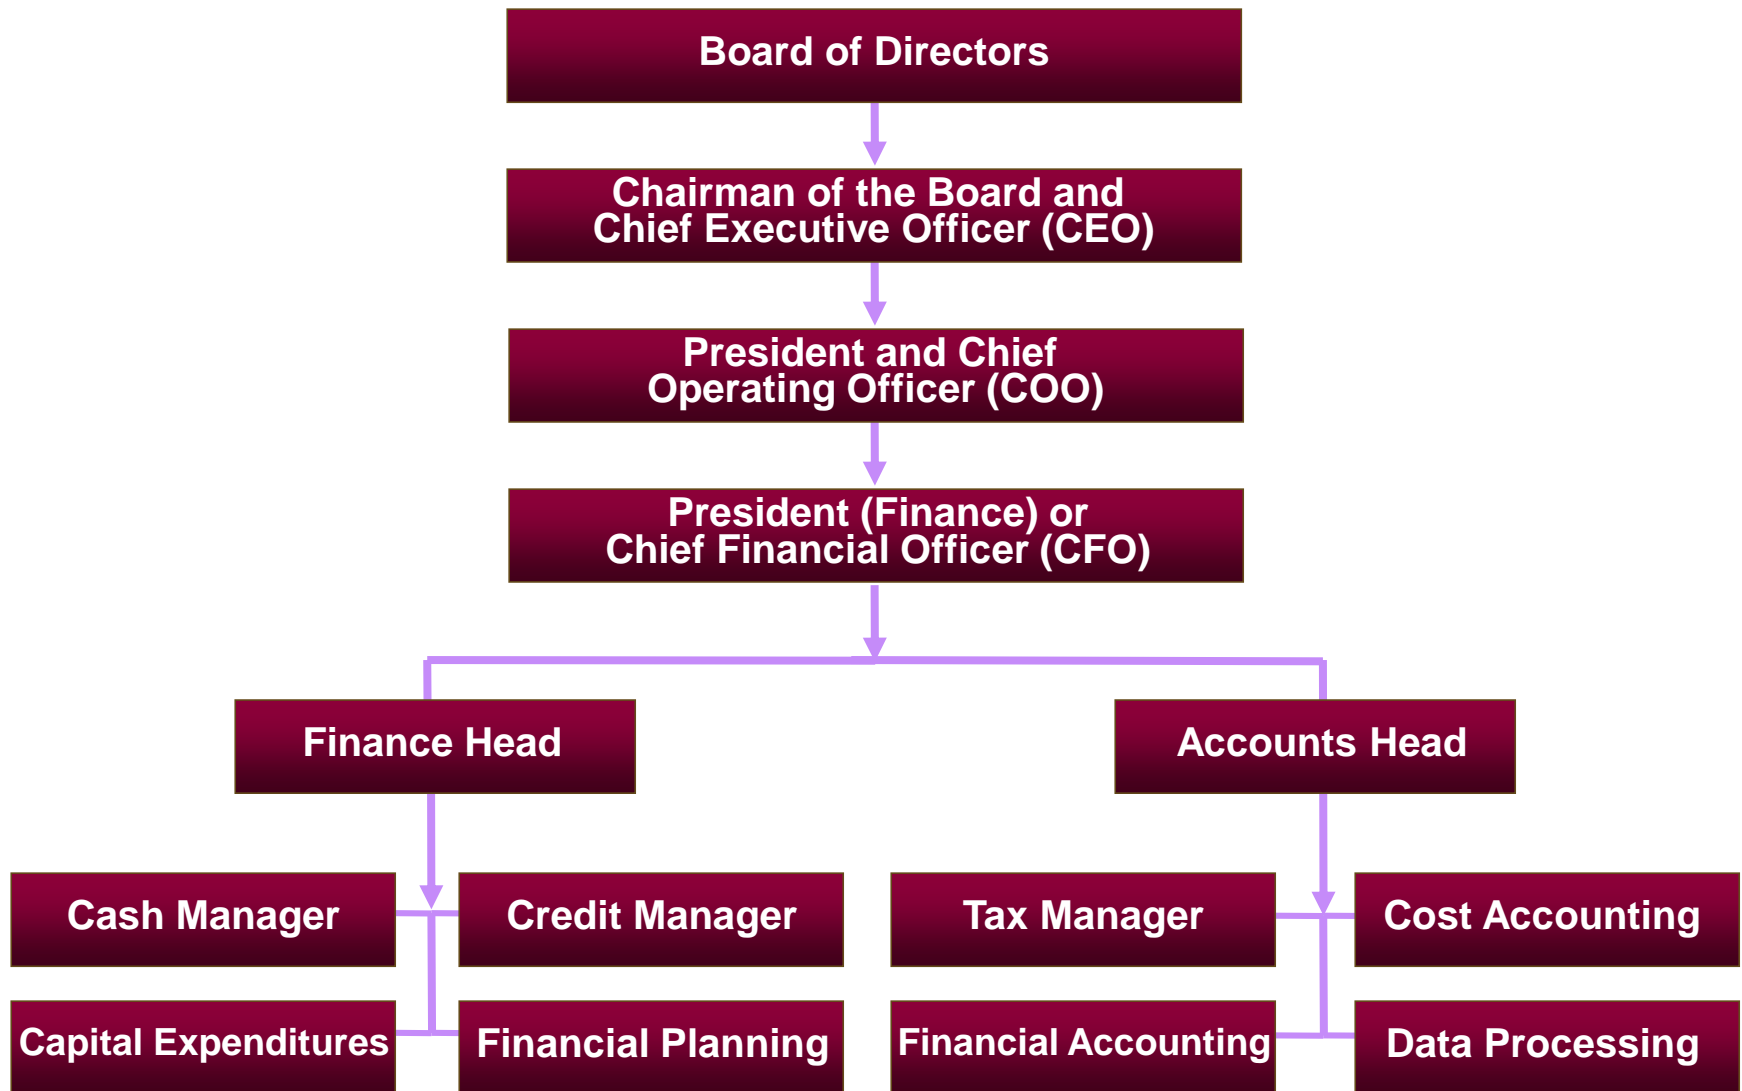 Board of Directors
Chairman of the Board and
Chief Executive Officer (CEO)
President and Chief
Operating Officer (COO)
President (Finance) or
Chief Financial Officer (CFO)
Finance Head
Accounts Head
Cash Manager
Credit Manager
Tax Manager
Cost Accounting
Capital Expenditures
Financial Planning
Financial Accounting
Data Processing